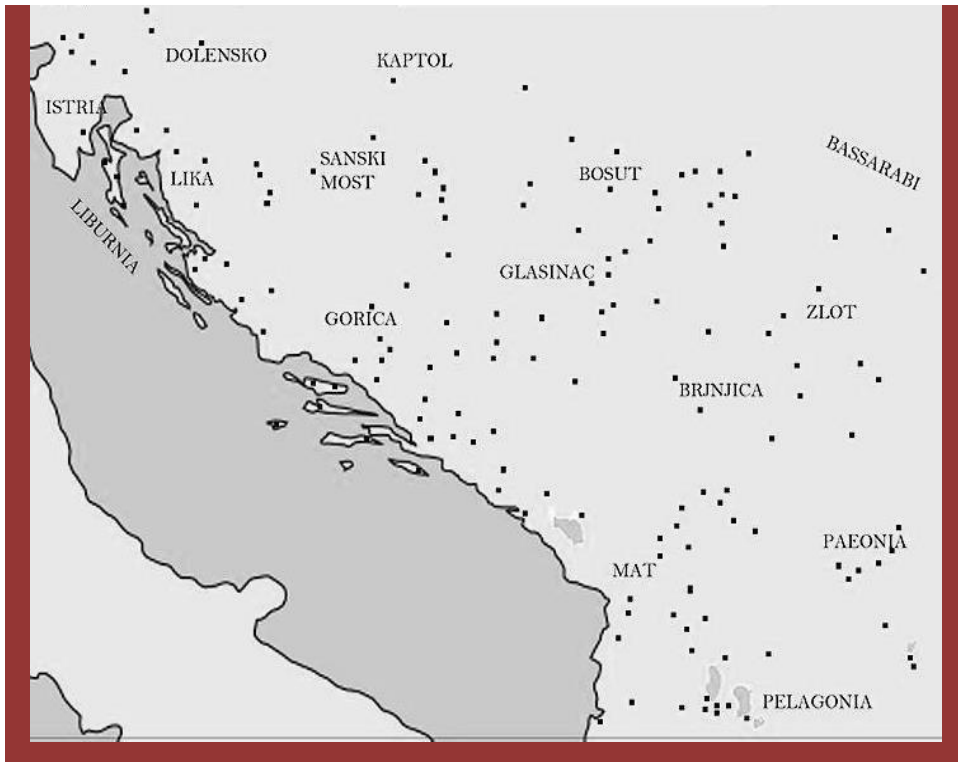 DOLENSKO
KAPTOL
ISTRIA
BASSARABI
SANSKI
MOST
LIKA
BOSUT
LIBURNIA
GLASINAC
ZLOT
GORICA
BRJNJICA
PAEONIA
MAT
PELAGONIA